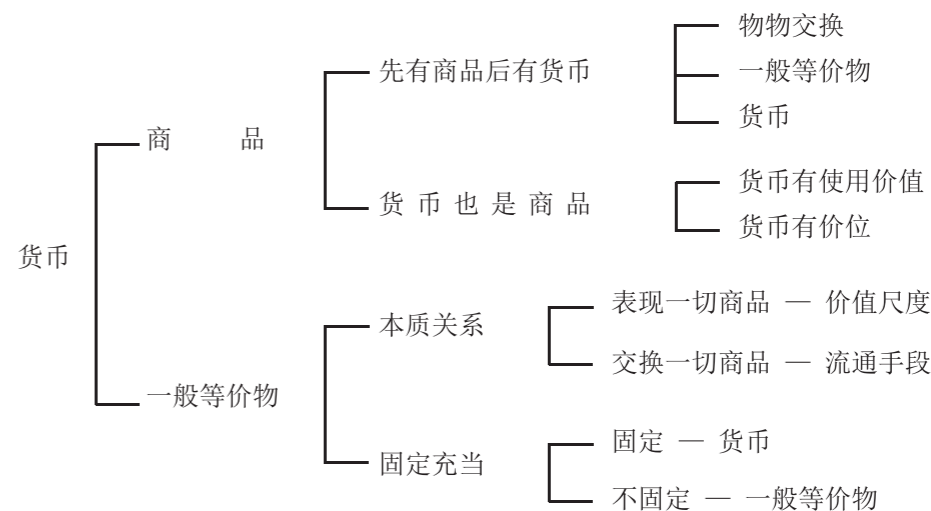 物物交换
先有商品后有货币
一般等价物
货币
商 品
货币有使用价值
货币也是商品
货币有价位
货币
表现一切商品 — 价值尺度
本质关系
交换一切商品 — 流通手段
一般等价物
固定 — 货币
固定充当
不固定 — 一般等价物